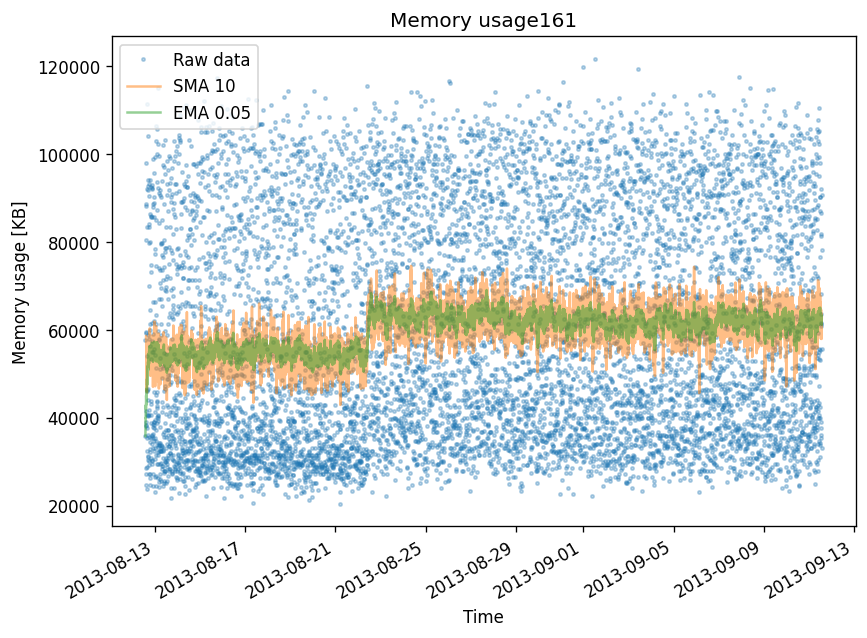 Memory usage161
Raw data
SMA 10
EMA 0.05
120000
100000
80000
60000
40000
20000
Memory usage [KB]
2013-08-13
2013-08-17
2013-08-21
2013-08-25
2013-08-29
2013-09-01
2013-09-05
2013-09-09
2013-09-13
Time